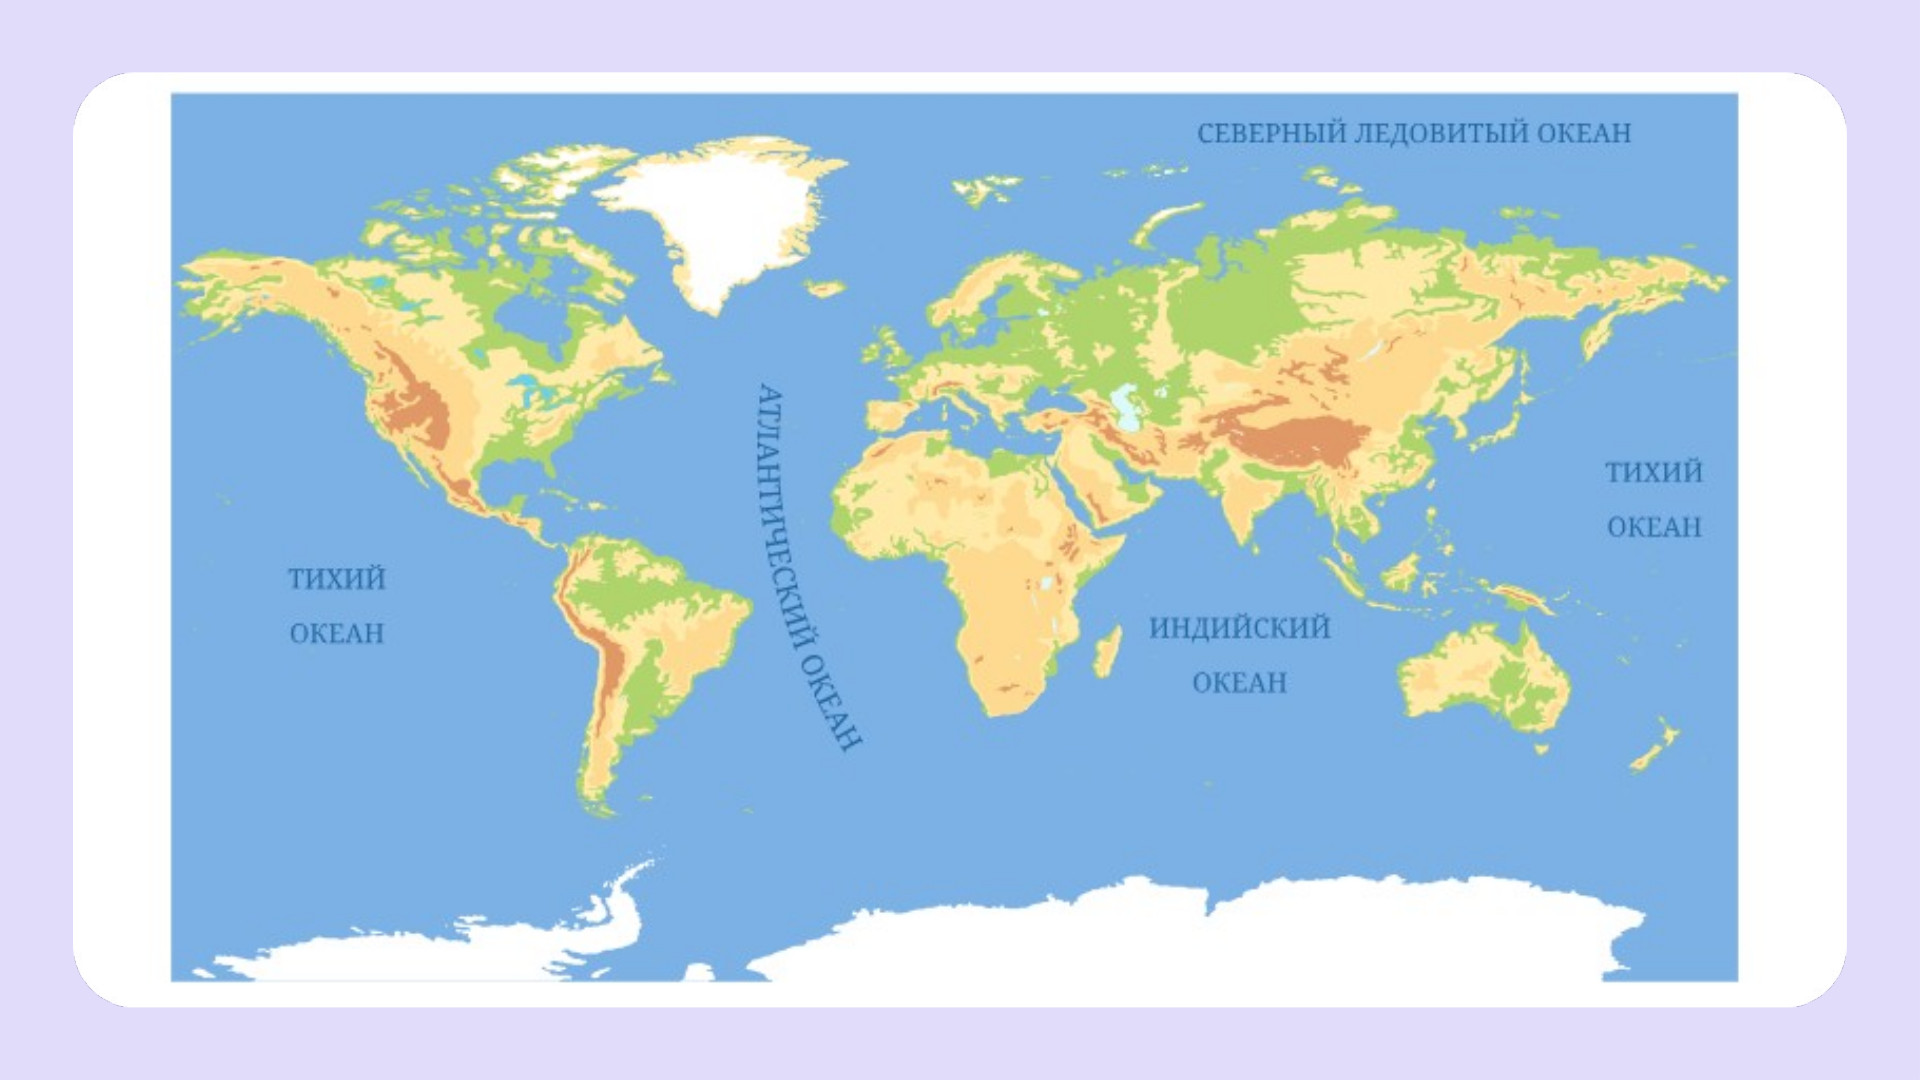 СЕВЕРНЫЙ ЛЕДОВИТЫЙ ОКЕАН
АТЛАНТИЧЕСКИЙ ОКЕАН
ТИХИЙ
ОКЕАН
ТИХИЙ
ОКЕАН
ИНДИЙСКИЙ
ОКЕАН